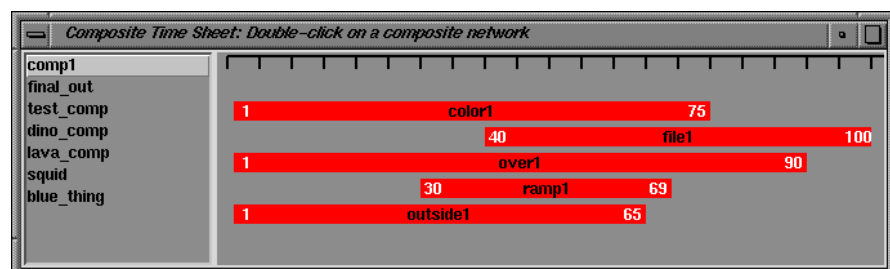 Composite Time Sheet: Double-click on a composite network
comp1
final_out
test_comp
dino_comp
lava_comp
squid
blue_thing
1 color1 75
40 file1 100
1 over1 90
30 ramp1 69
1 outside1 65